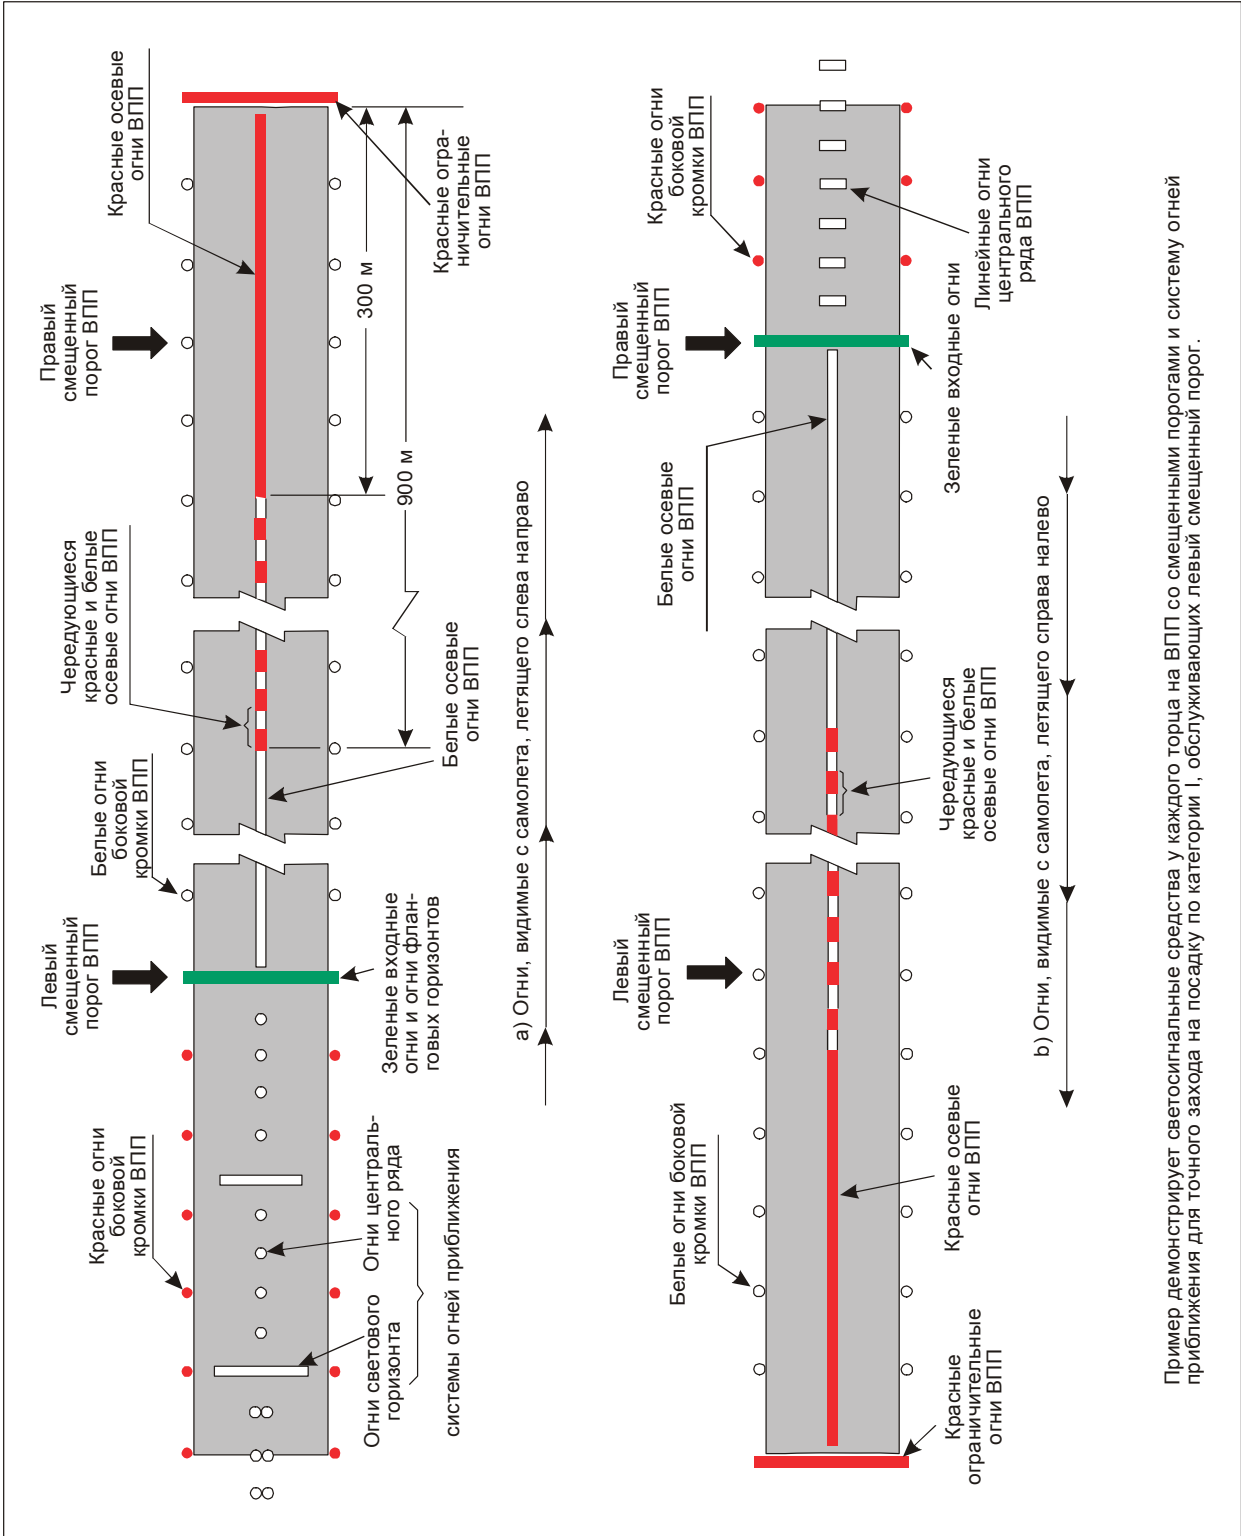 Левый
смещенный
порог ВПП
Правый
смещенный
порог ВПП
Красные огни
боковой
кромки ВПП
Белые огни
боковой
кромки ВПП
Чередующиеся
красные и белые
осевые огни ВПП
Красные осевые
огни ВПП
300 м
900 м
Огни светового
горизонта
Огни централь-
ного ряда
системы огней приближения
Зеленые входные
огни и огни флан-
говых горизонтов
Белые осевые
огни ВПП
Красные огра-
ничительные
огни ВПП
a) Огни, видимые с самолета, летящего слева направо
Левый
смещенный
порог ВПП
Правый
смещенный
порог ВПП
Белые огни боковой
кромки ВПП
Белые осевые
огни ВПП
Красные огни
боковой
кромки ВПП
Красные
ограничительные
огни ВПП
Красные осевые
огни ВПП
Чередующиеся
красные и белые
осевые огни ВПП
Зеленые входные огни
Линейные огни
центрального
ряда ВПП
b) Огни, видимые с самолета, летящего справа налево
Пример демонстрирует светосигнальные средства у каждого торца на ВПП со смещенными порогами и систему огней
приближения для точного захода на посадку по категории I, обслуживающих левый смещенный порог.